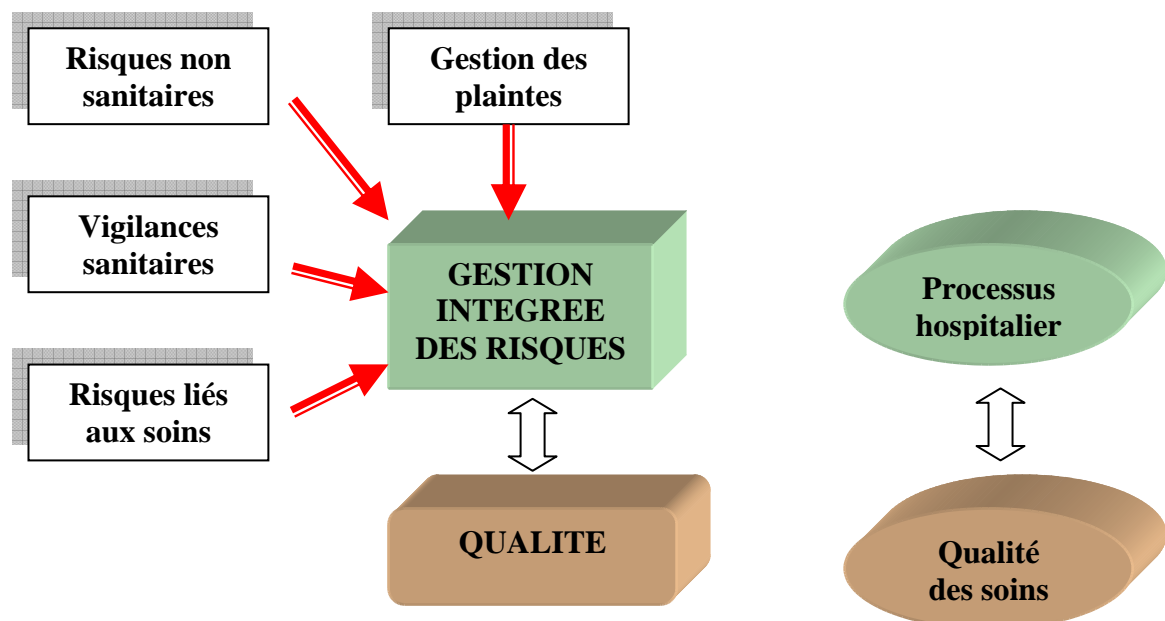 Risques non
sanitaires
Gestion des
plaintes
Vigilances
sanitaires
Risques liés
aux soins
GESTION
INTEGREE
DES RISQUES
Processus
hospitalier
QUALITE
Qualité
des soins